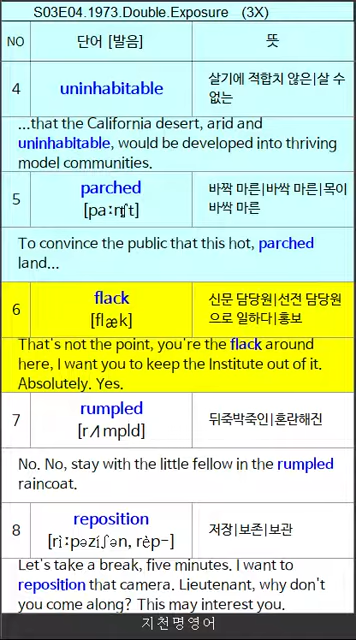 S03E04.1973.Double.Exposure (3X)
NO 단어 [발음] 뜻
4 uninhabitable 살기에 적합치 않은|살 수 없는
...that the California desert, arid and
uninhabitable, would be developed into thriving
model communities.
5 parched 바짝 마른|바싹 마른|목이 바싹 마른
[paːrtʃt]
To convince the public that this hot, parched
land...
6 flack 신문 담당원|선전 담당원으로 일하다|홍보
[flæk]
That's not the point, you're the flack around
here, I want you to keep the Institute out of it.
Absolutely. Yes.
7 rumpled 뒤죽박죽인|혼란해진
[rʌmpld]
No. No, stay with the little fellow in the rumpled
raincoat.
8 reposition 저장|보존|보관
[rìːpəzíʃən, rèp-]
Let's take a break, five minutes. I want to
reposition that camera. Lieutenant, why don't
you come along? This may interest you.
지천명영어